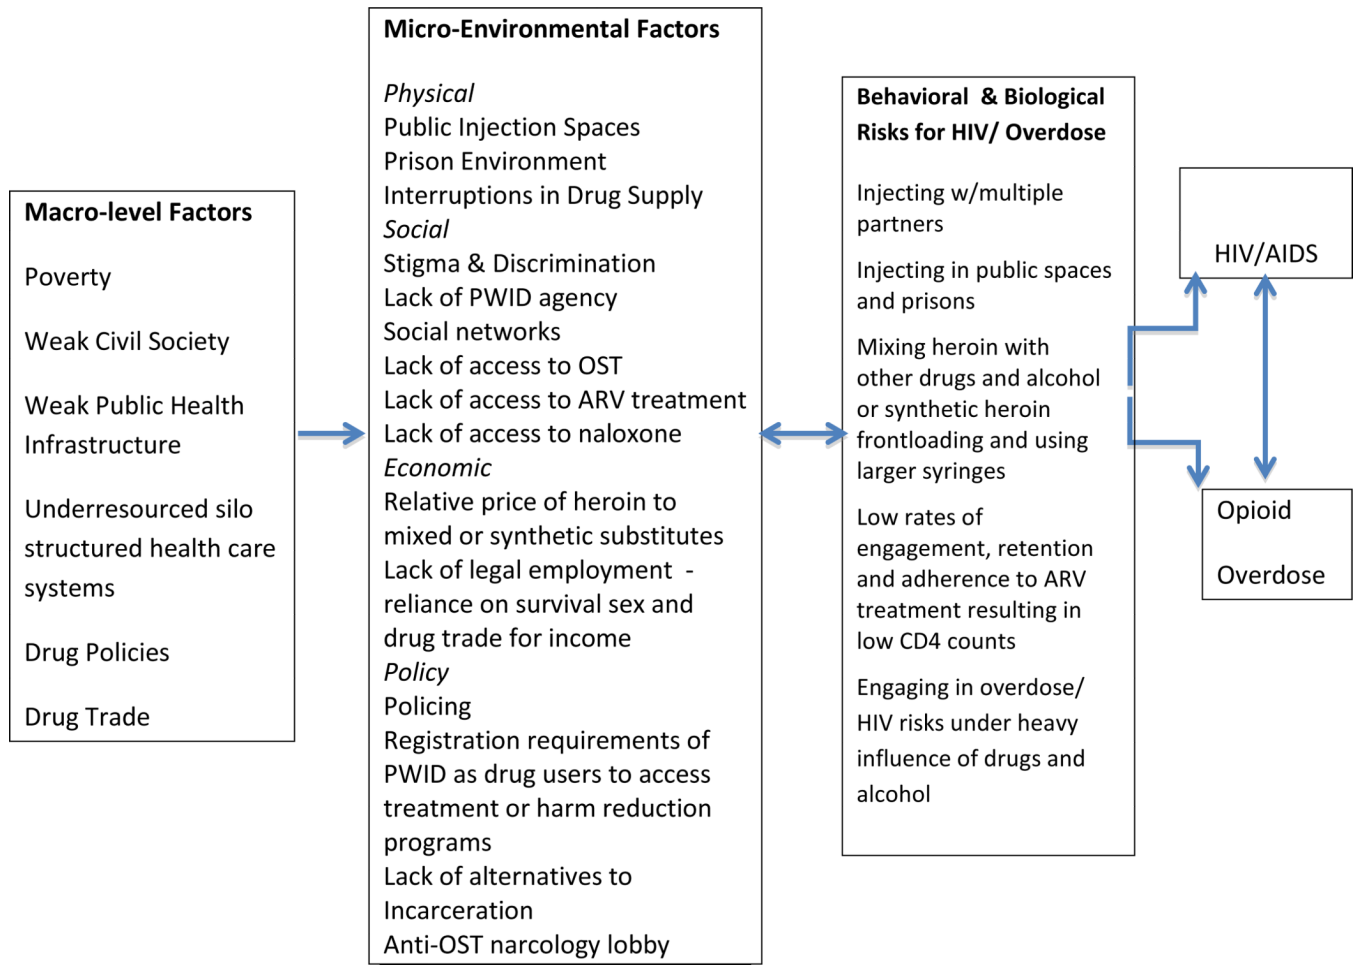 Macro-level Factors
Poverty
Weak Civil Society
Weak Public Health
Infrastructure
Underresourced silo
structured health care
systems
Drug Policies
Drug Trade
Micro-Environmental Factors
Physical
Public Injection Spaces
Prison Environment
Interruptions in Drug Supply
Social
Stigma & Discrimination
Lack of PWID agency
Social networks
Lack of access to OST
Lack of access to ARV treatment
Lack of access to naloxone
Economic
Relative price of heroin to
mixed or synthetic substitutes
Lack of legal employment -
reliance on survival sex and
drug trade for income
Policy
Policing
Registration requirements of
PWID as drug users to access
treatment or harm reduction
programs
Lack of alternatives to
Incarceration
Anti-OST narcology lobby
Behavioral & Biological
Risks for HIV/ Overdose
Injecting w/multiple
partners
Injecting in public spaces
and prisons
Mixing heroin with
other drugs and alcohol
or synthetic heroin
frontloading and using
larger syringes
Low rates of
engagement, retention
and adherence to ARV
treatment resulting in
low CD4 counts
Engaging in overdose/
HIV risks under heavy
influence of drugs and
alcohol
HIV/AIDS
Opioid
Overdose